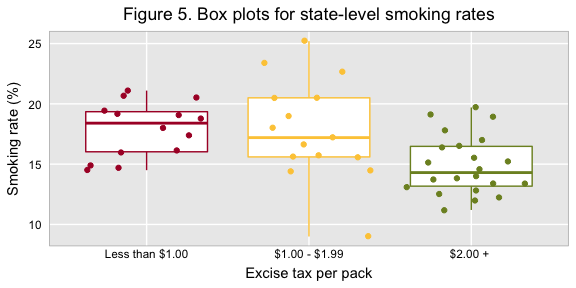 Figure 5. Box plots for state-level smoking rates
Smoking rate (%)
25
20
15
10
Less than $1.00
$1.00 - $1.99
$2.00 +
Excise tax per pack